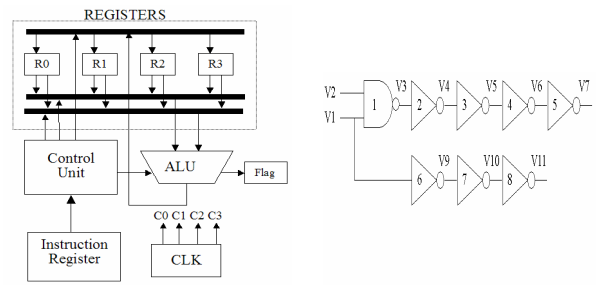 REGISTERS
R0 R1 R2 R3
Control
Unit
ALU
Flag
C0 C1 C2 C3
Instruction
Register
CLK
V2
V1
V3 V4 V5 V6 V7
1 2 3 4 5
V9 V10 V11
6 7 8